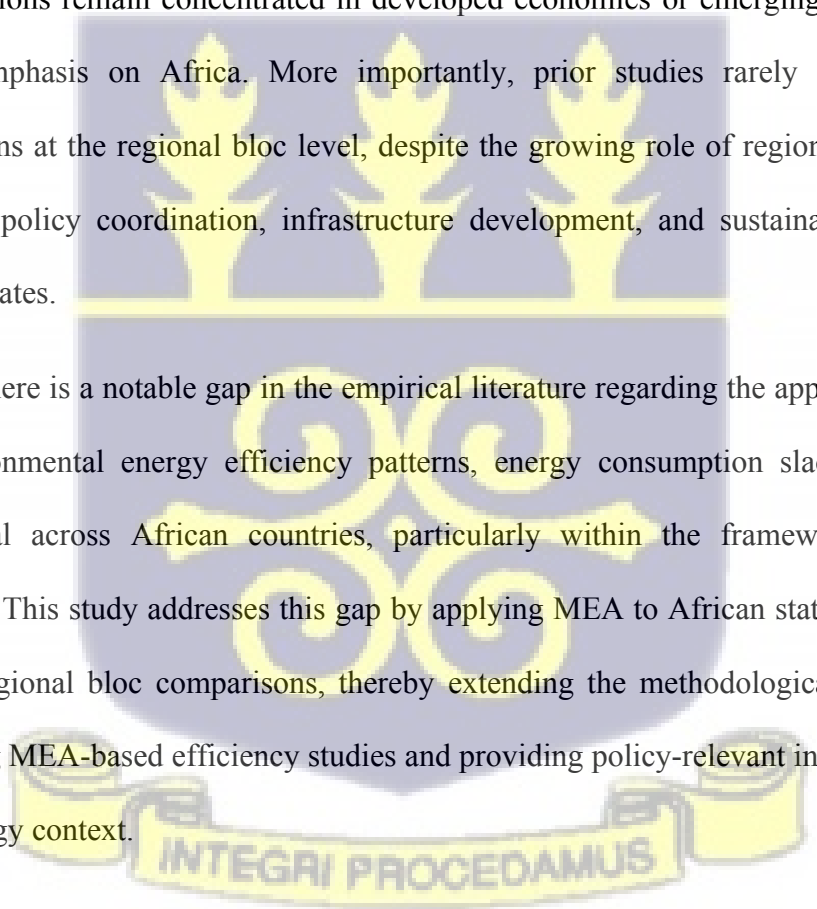 ons remain concentrated in developed economies or emerging
mphasis on Africa. More importantly, prior studies rarely
ns at the regional bloc level, despite the growing role of region
policy coordination, infrastructure development, and sustaina
ates.
ere is a notable gap in the empirical literature regarding the app
onmental energy efficiency patterns, energy consumption slac
l across African countries, particularly within the framew
This study addresses this gap by applying MEA to African stat
gional bloc comparisons, thereby extending the methodologica
MEA-based efficiency studies and providing policy-relevant in
gy context.
INTEGRI PROCEDAMUS